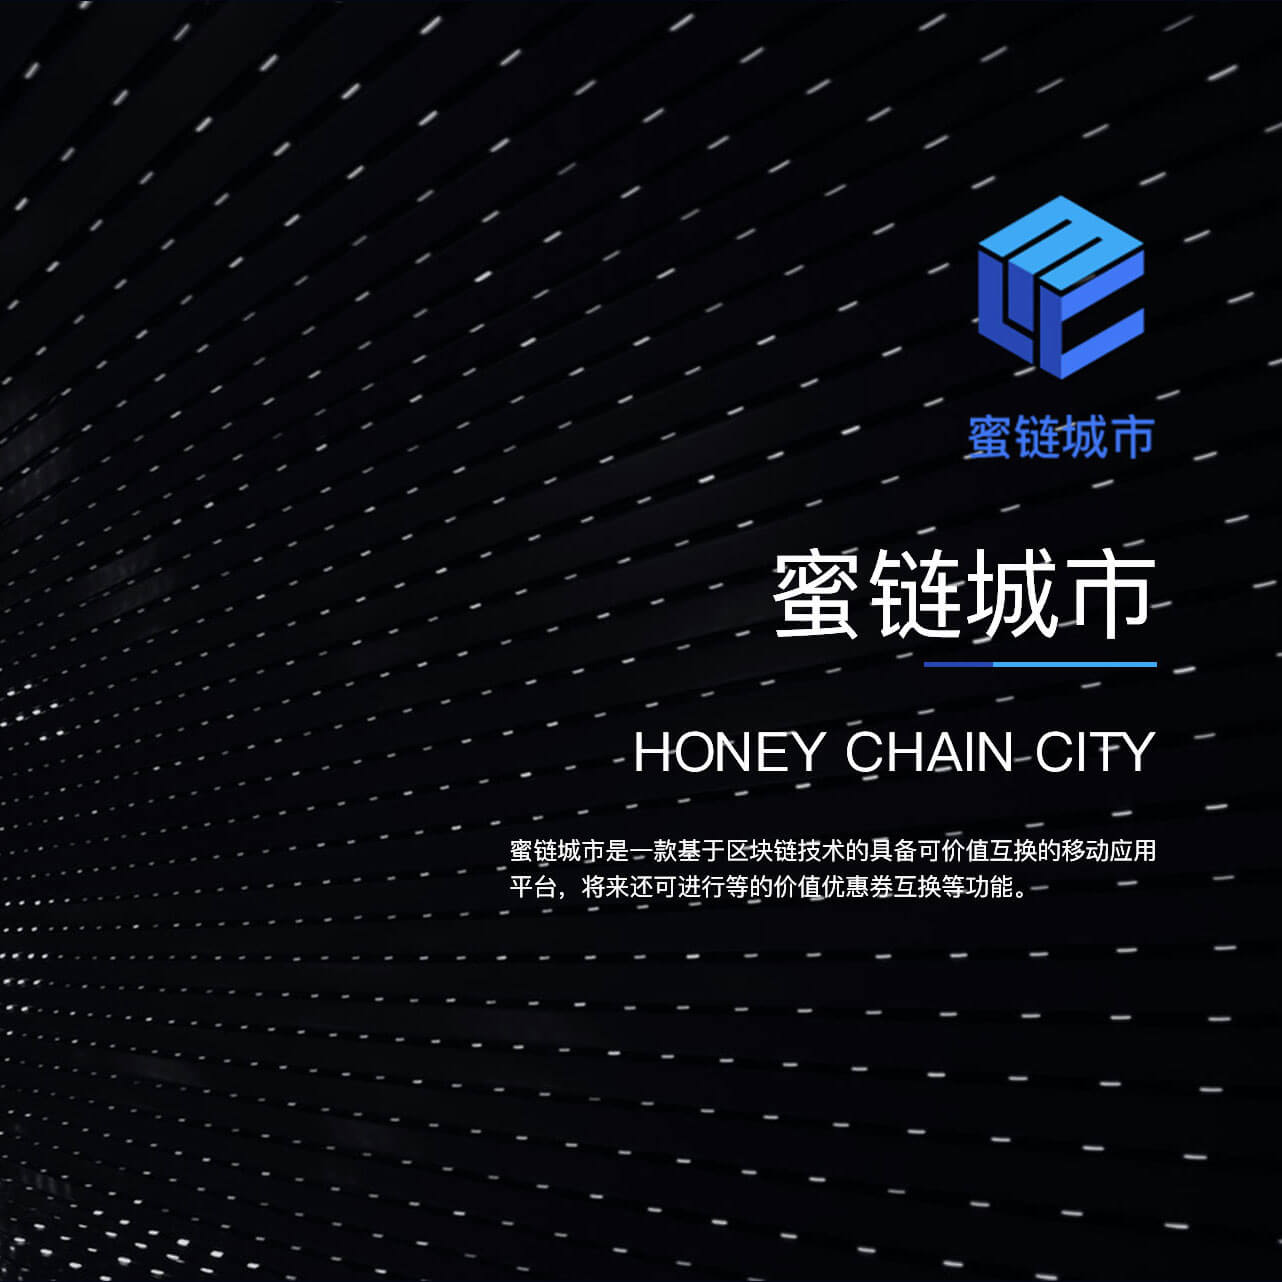 蜜链城市
蜜链城市
HONEY CHAIN CITY
蜜链城市是一款基于区块链技术的具备可价值互换的移动应用
平台，将来还可进行等的价值优惠券互换等功能。